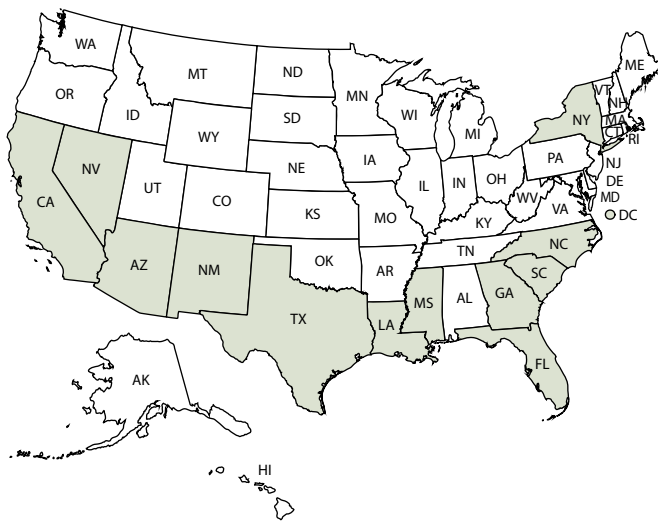 WA
MT
ND
MN
ME
VT
NH
OR
ID
SD
WI
MI
NY
MA
CT
RI
WY
NE
IA
PA
NJ
NV
UT
CO
IL
IN
OH
DE
MD
DC
CA
KS
MO
WV
VA
KY
AZ
NM
OK
AR
TN
NC
TX
LA
MS
AL
GA
SC
FL
AK
HI